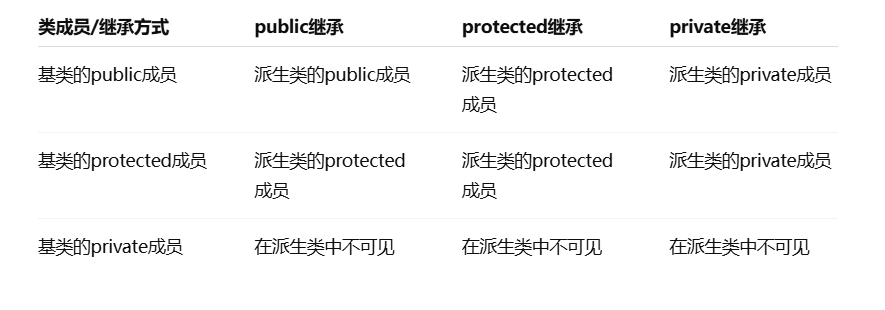 类成员/继承方式 public继承 protected继承 private继承
基类的public成员 派生类的public成员 派生类的protected成员 派生类的private成员
基类的protected成员 派生类的protected成员 派生类的protected成员 派生类的private成员
基类的private成员 在派生类中不可见 在派生类中不可见 在派生类中不可见